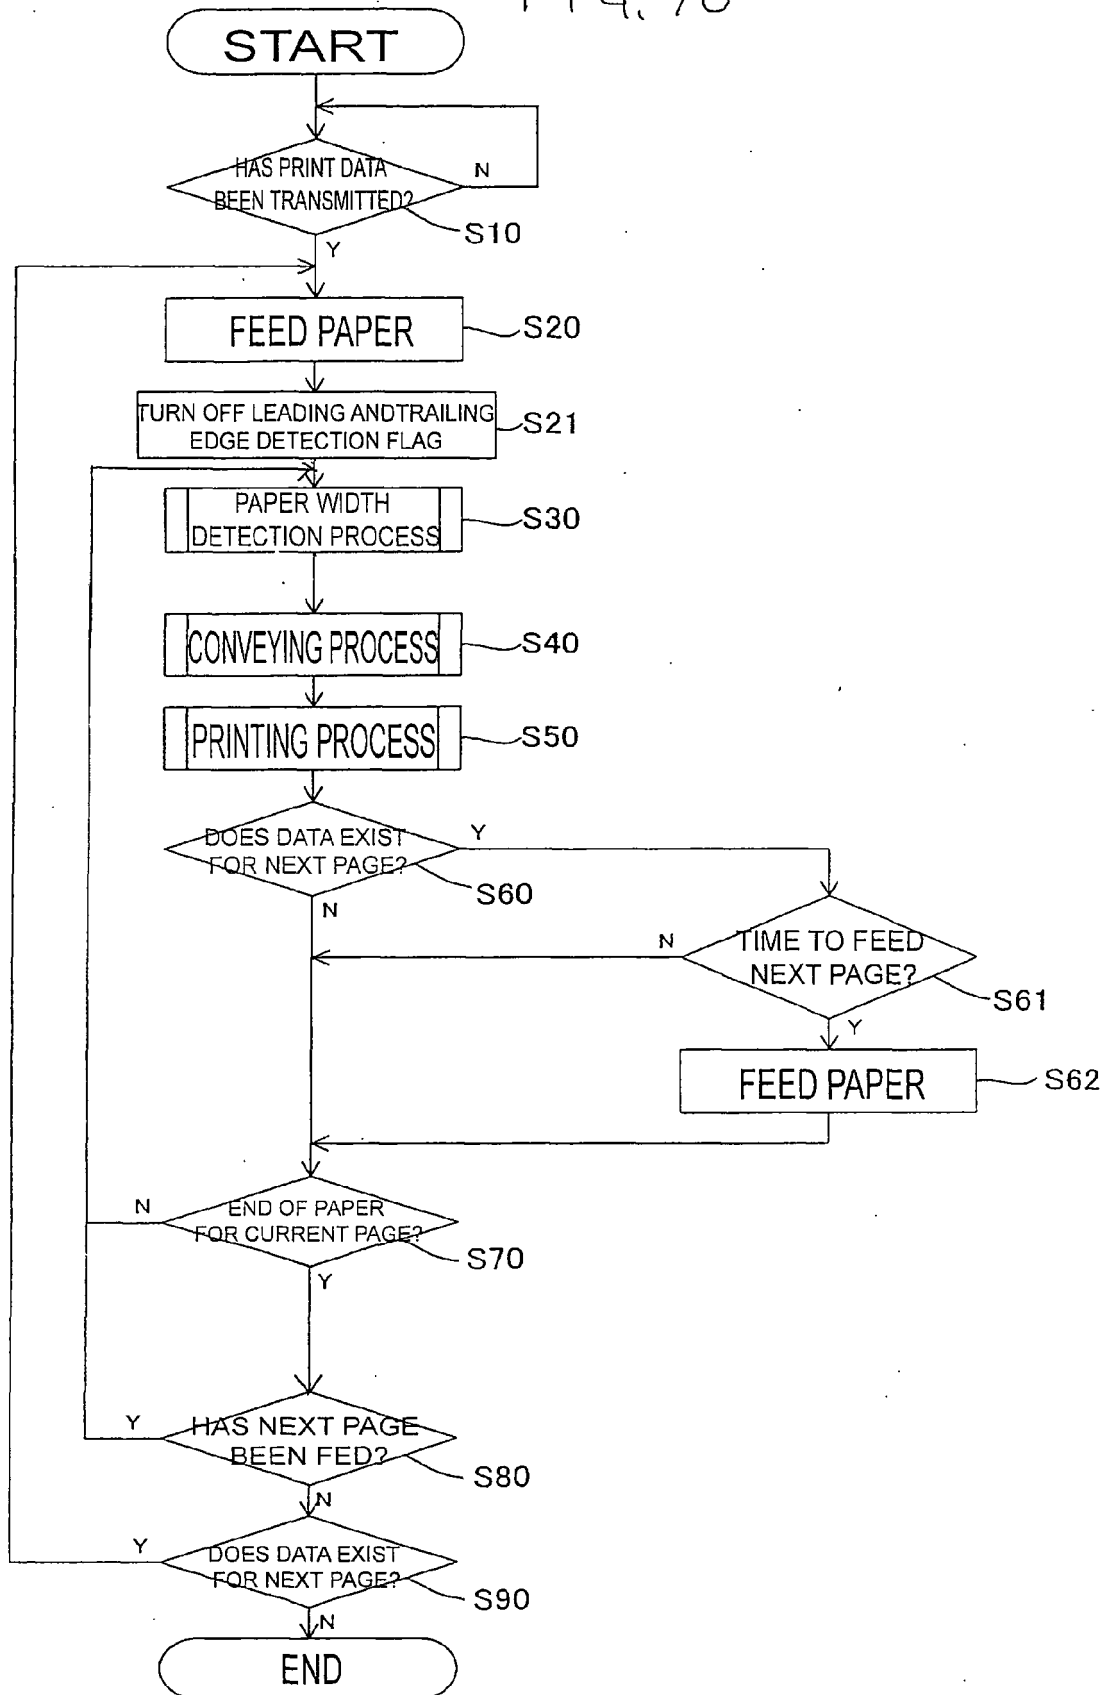 FIG. 10
START
HAS PRINT DATA
BEEN TRANSMITTED?
N
S10
Y
FEED PAPER
S20
TURN OFF LEADING ANDTRAILING
EDGE DETECTION FLAG
S21
PAPER WIDTH
DETECTION PROCESS
S30
CONVEYING PROCESS
S40
PRINTING PROCESS
S50
DOES DATA EXIST
FOR NEXT PAGE?
Y
S60
N
TIME TO FEED
NEXT PAGE?
N
S61
Y
FEED PAPER
S62
END OF PAPER
FOR CURRENT PAGE?
N
S70
Y
HAS NEXT PAGE
BEEN FED?
Y
S80
N
DOES DATA EXIST
FOR NEXT PAGE?
Y
S90
N
END